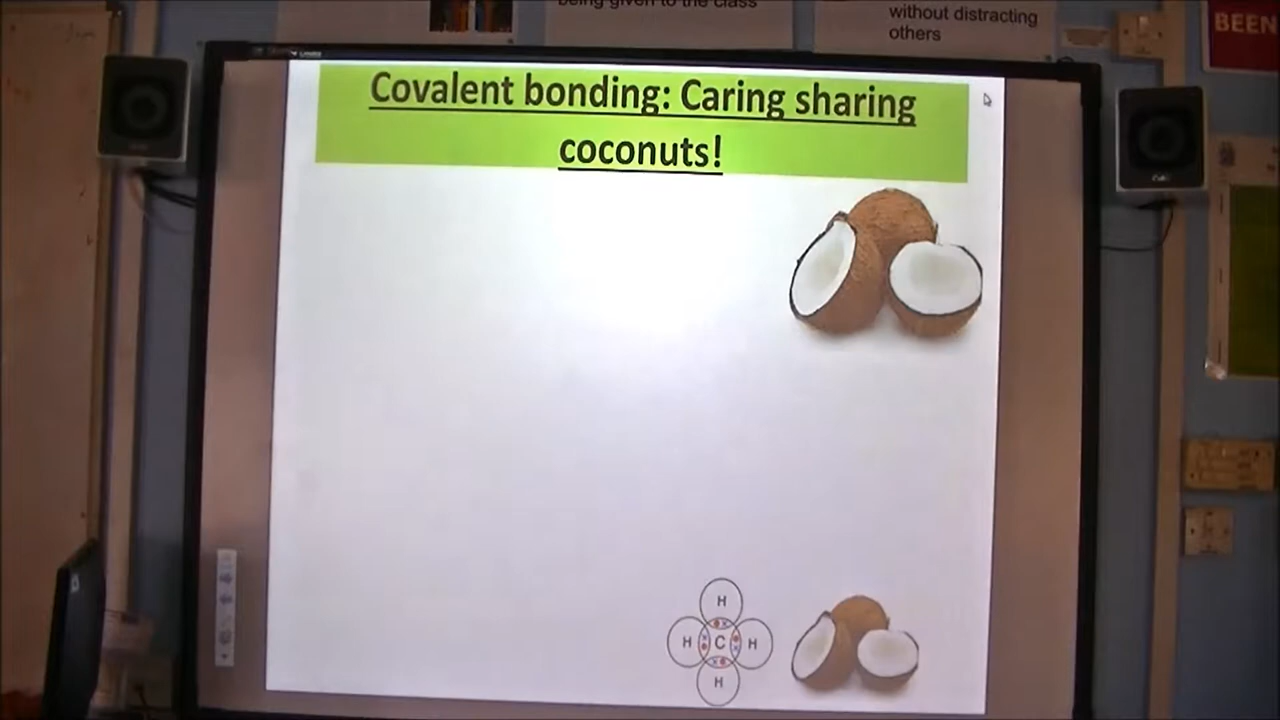 being given to the class
without distracting
others
BEEN
Covalent bonding: Caring sharing
coconuts!
H
H C H
H